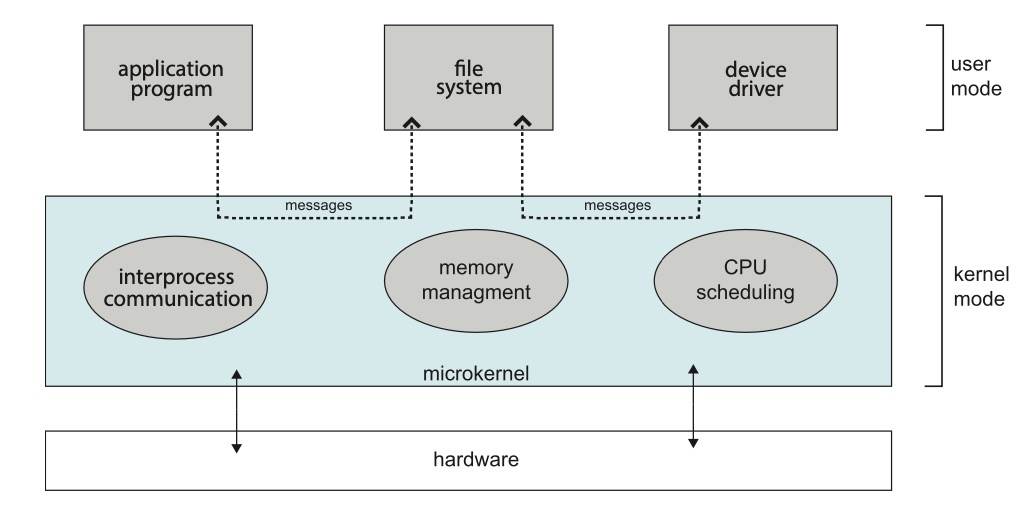 application
program
file
system
device
driver
user
mode
messages
messages
interprocess
communication
memory
managment
CPU
scheduling
kernel
mode
microkernel
hardware